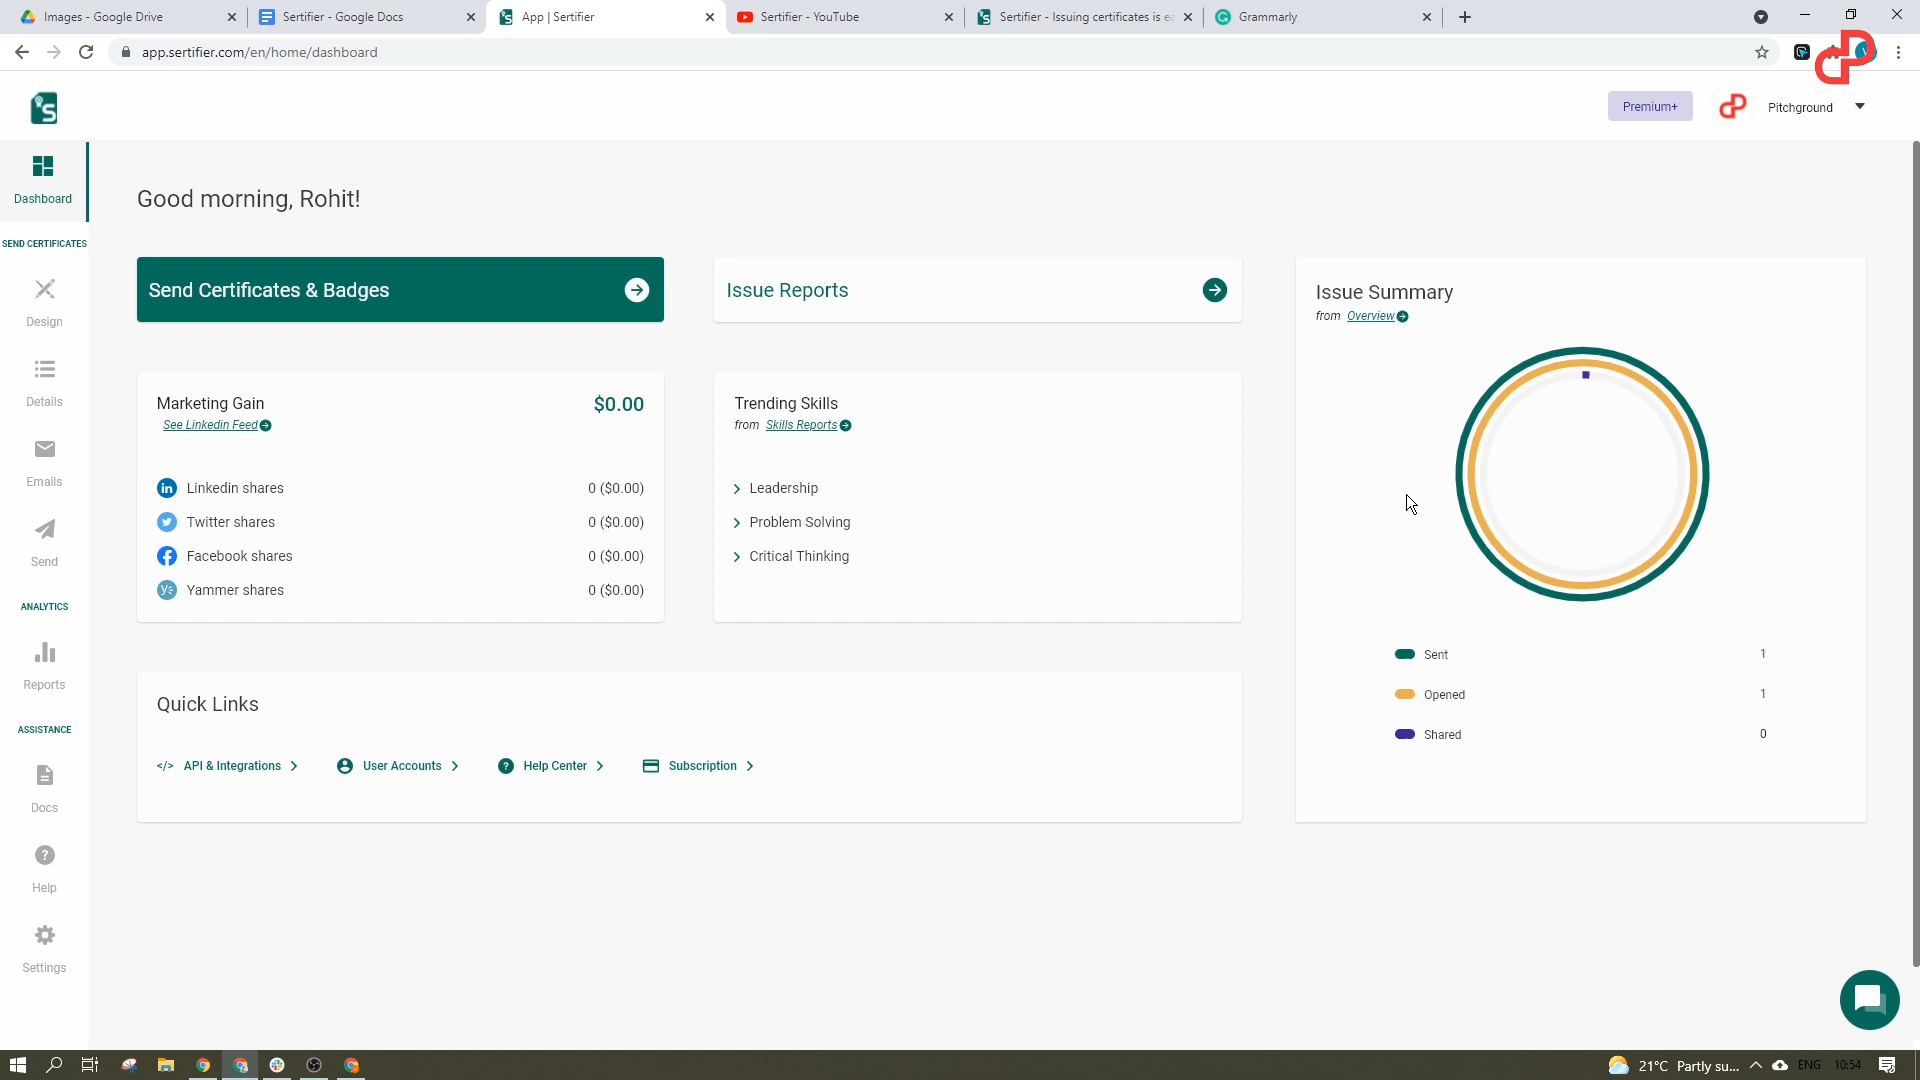 Images - Google Drive
Sertifier - Google Docs
App | Sertifier
Sertifier - YouTube
Sertifier - Issuing certificates is ea
Grammarly
app.sertifier.com/en/home/dashboard
Premium+
Pitchground
Dashboard
SEND CERTIFICATES
Design
Details
Emails
Send
ANALYTICS
Reports
ASSISTANCE
Docs
Help
Settings
Good morning, Rohit!
Send Certificates & Badges
Issue Reports
Marketing Gain
$0.00
See Linkedin Feed
Linkedin shares 0 ($0.00)
Twitter shares 0 ($0.00)
Facebook shares 0 ($0.00)
Yammer shares 0 ($0.00)
Trending Skills
from Skills Reports
Leadership
Problem Solving
Critical Thinking
Quick Links
</> API & Integrations
User Accounts
Help Center
Subscription
Issue Summary
from Overview
Sent 1
Opened 1
Shared 0
21°C Partly su...
ENG
10:54